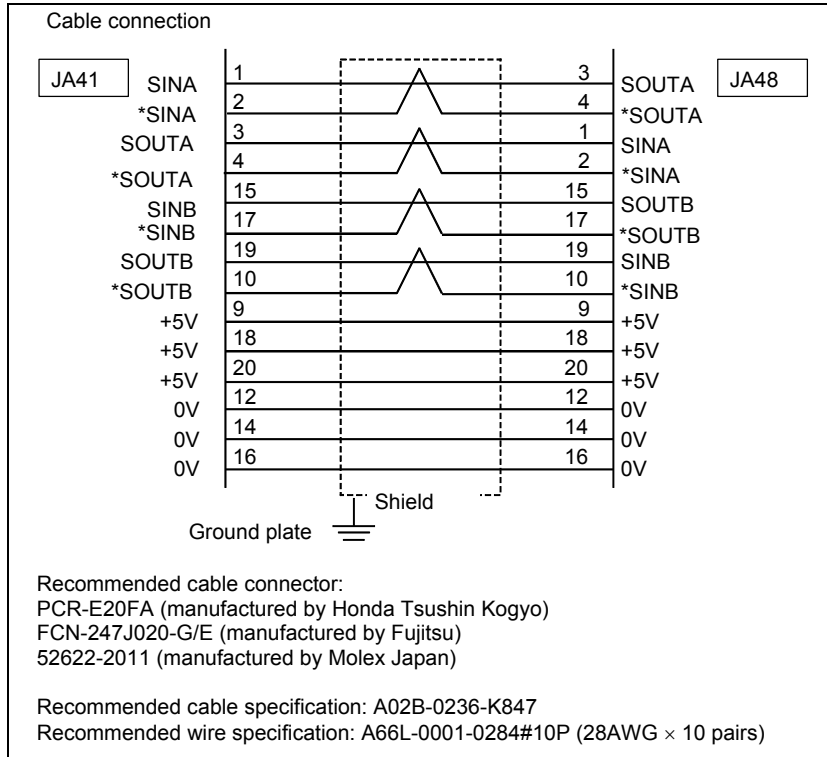 Cable connection
JA41
JA48
SINA 1 3 SOUTA
*SINA 2 4 *SOUTA
SOUTA 3 1 SINA
*SOUTA 4 2 *SINA
SINB 15 15 SOUTB
*SINB 17 17 *SOUTB
SOUTB 19 19 SINB
*SOUTB 10 10 *SINB
+5V 9 9 +5V
+5V 18 18 +5V
+5V 20 20 +5V
0V 12 12 0V
0V 14 14 0V
0V 16 16 0V
Shield
Ground plate
Recommended cable connector:
PCR-E20FA (manufactured by Honda Tsushin Kogyo)
FCN-247J020-G/E (manufactured by Fujitsu)
52622-2011 (manufactured by Molex Japan)
Recommended cable specification: A02B-0236-K847
Recommended wire specification: A66L-0001-0284#10P (28AWG × 10 pairs)